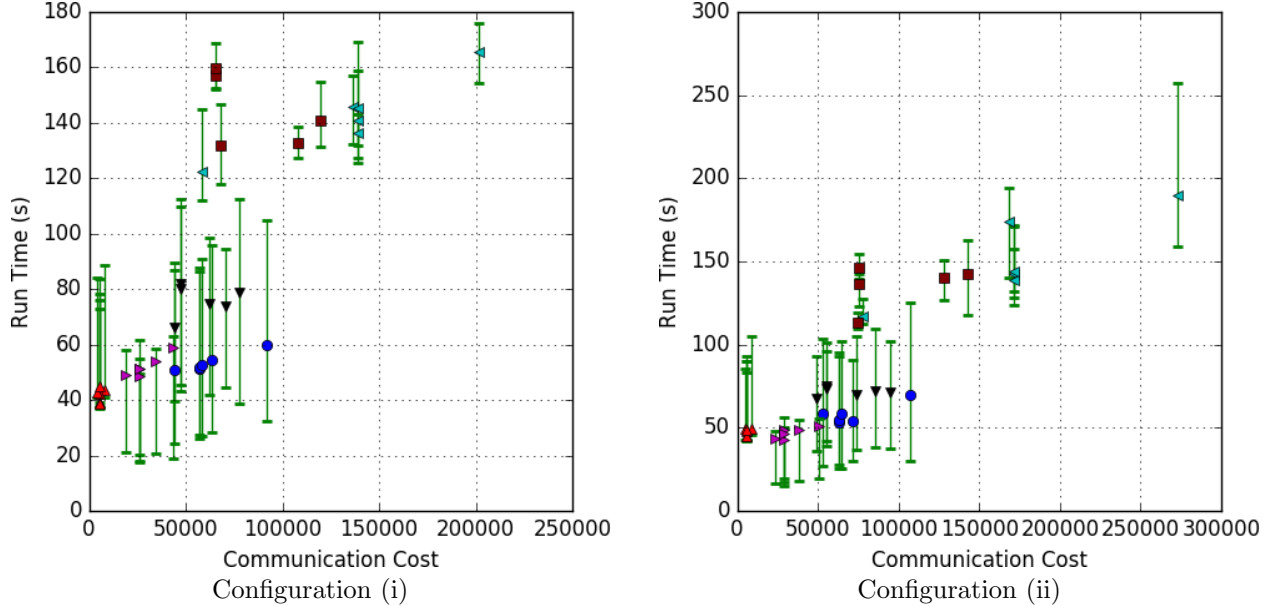 180
160
140
120
100
80
60
40
20
0
Run Time (s)
0 50000 100000 150000 200000 250000
Communication Cost
Configuration (i)
300
250
200
150
100
50
0
Run Time (s)
0 50000 100000 150000 200000 250000 300000
Communication Cost
Configuration (ii)